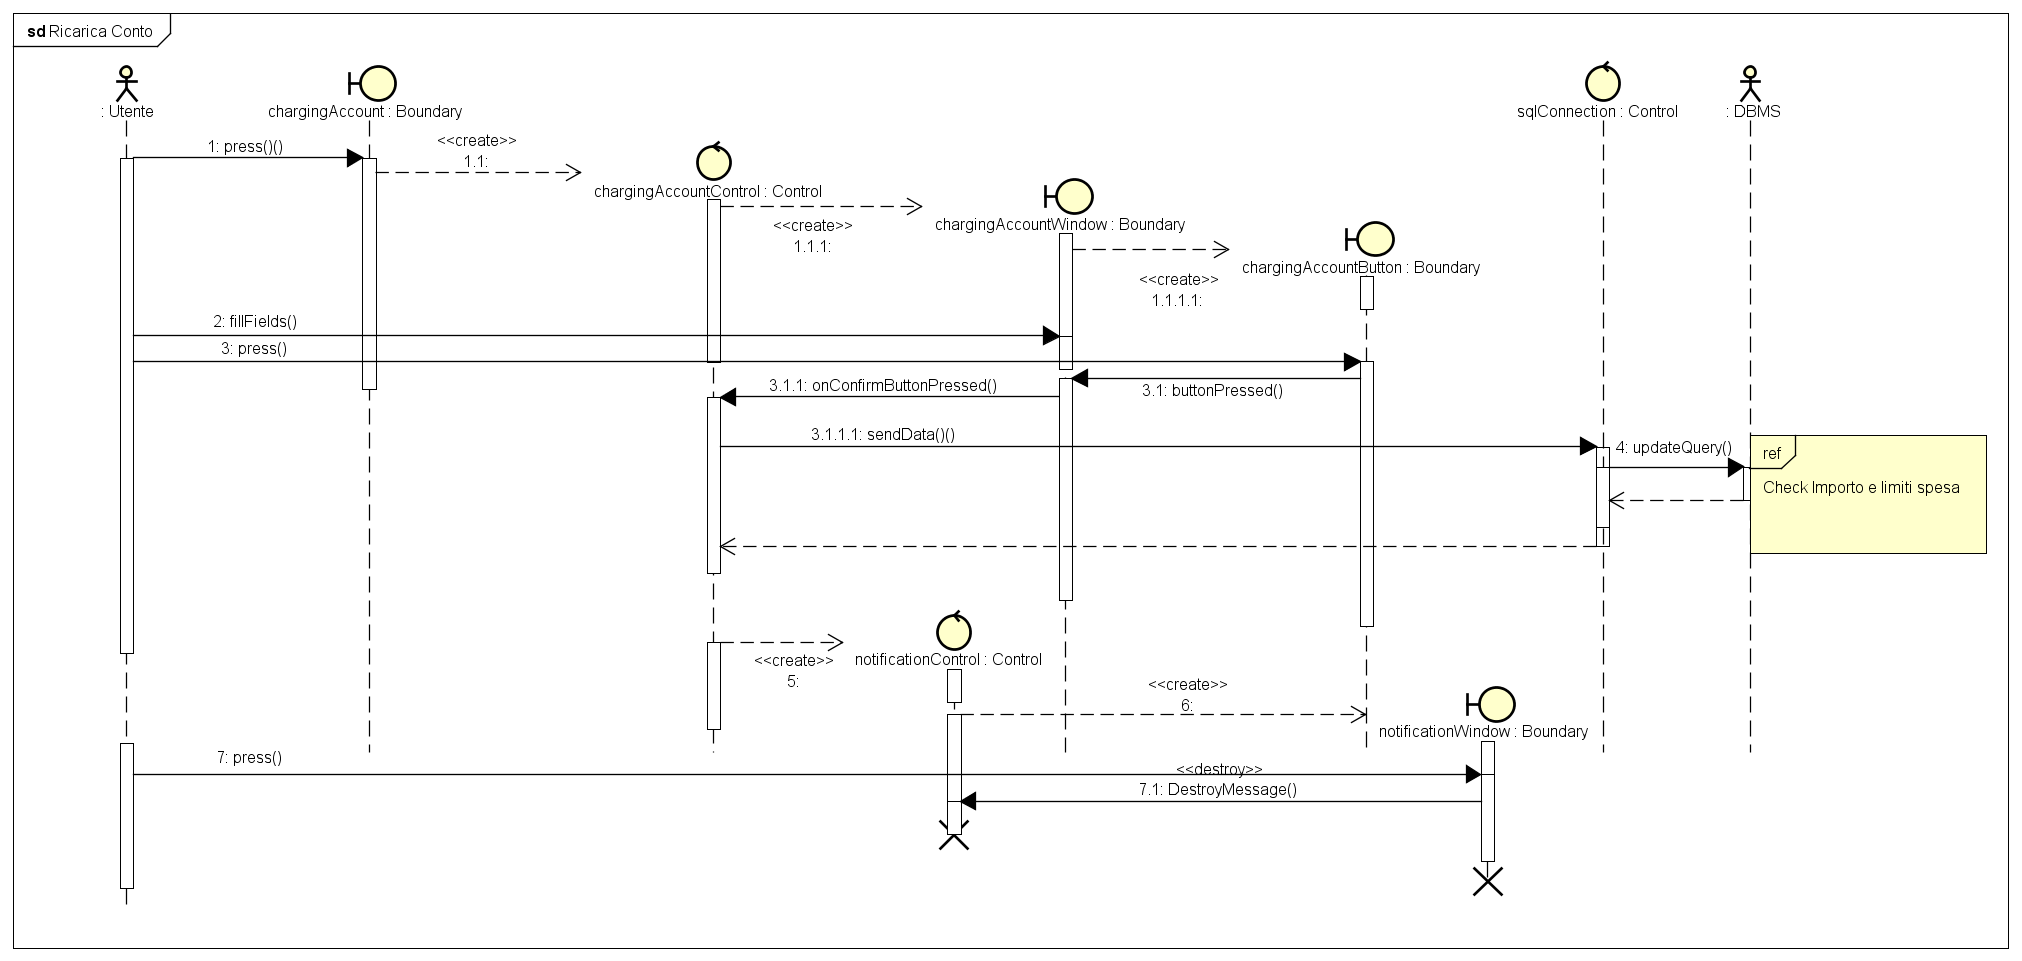 sd Ricarica Conto
: Utente
chargingAccount : Boundary
sqlConnection : Control
: DBMS
1: press()()
<<create>>
1.1:
chargingAccountControl : Control
<<create>>
1.1.1:
chargingAccountWindow : Boundary
<<create>>
1.1.1.1:
chargingAccountButton : Boundary
2: fillFields()
3: press()
3.1: buttonPressed()
3.1.1: onConfirmButtonPressed()
3.1.1.1: sendData()()
4: updateQuery()
ref
Check Importo e limiti spesa
<<create>>
5:
notificationControl : Control
<<create>>
6:
notificationWindow : Boundary
7: press()
<<destroy>>
7.1: DestroyMessage()